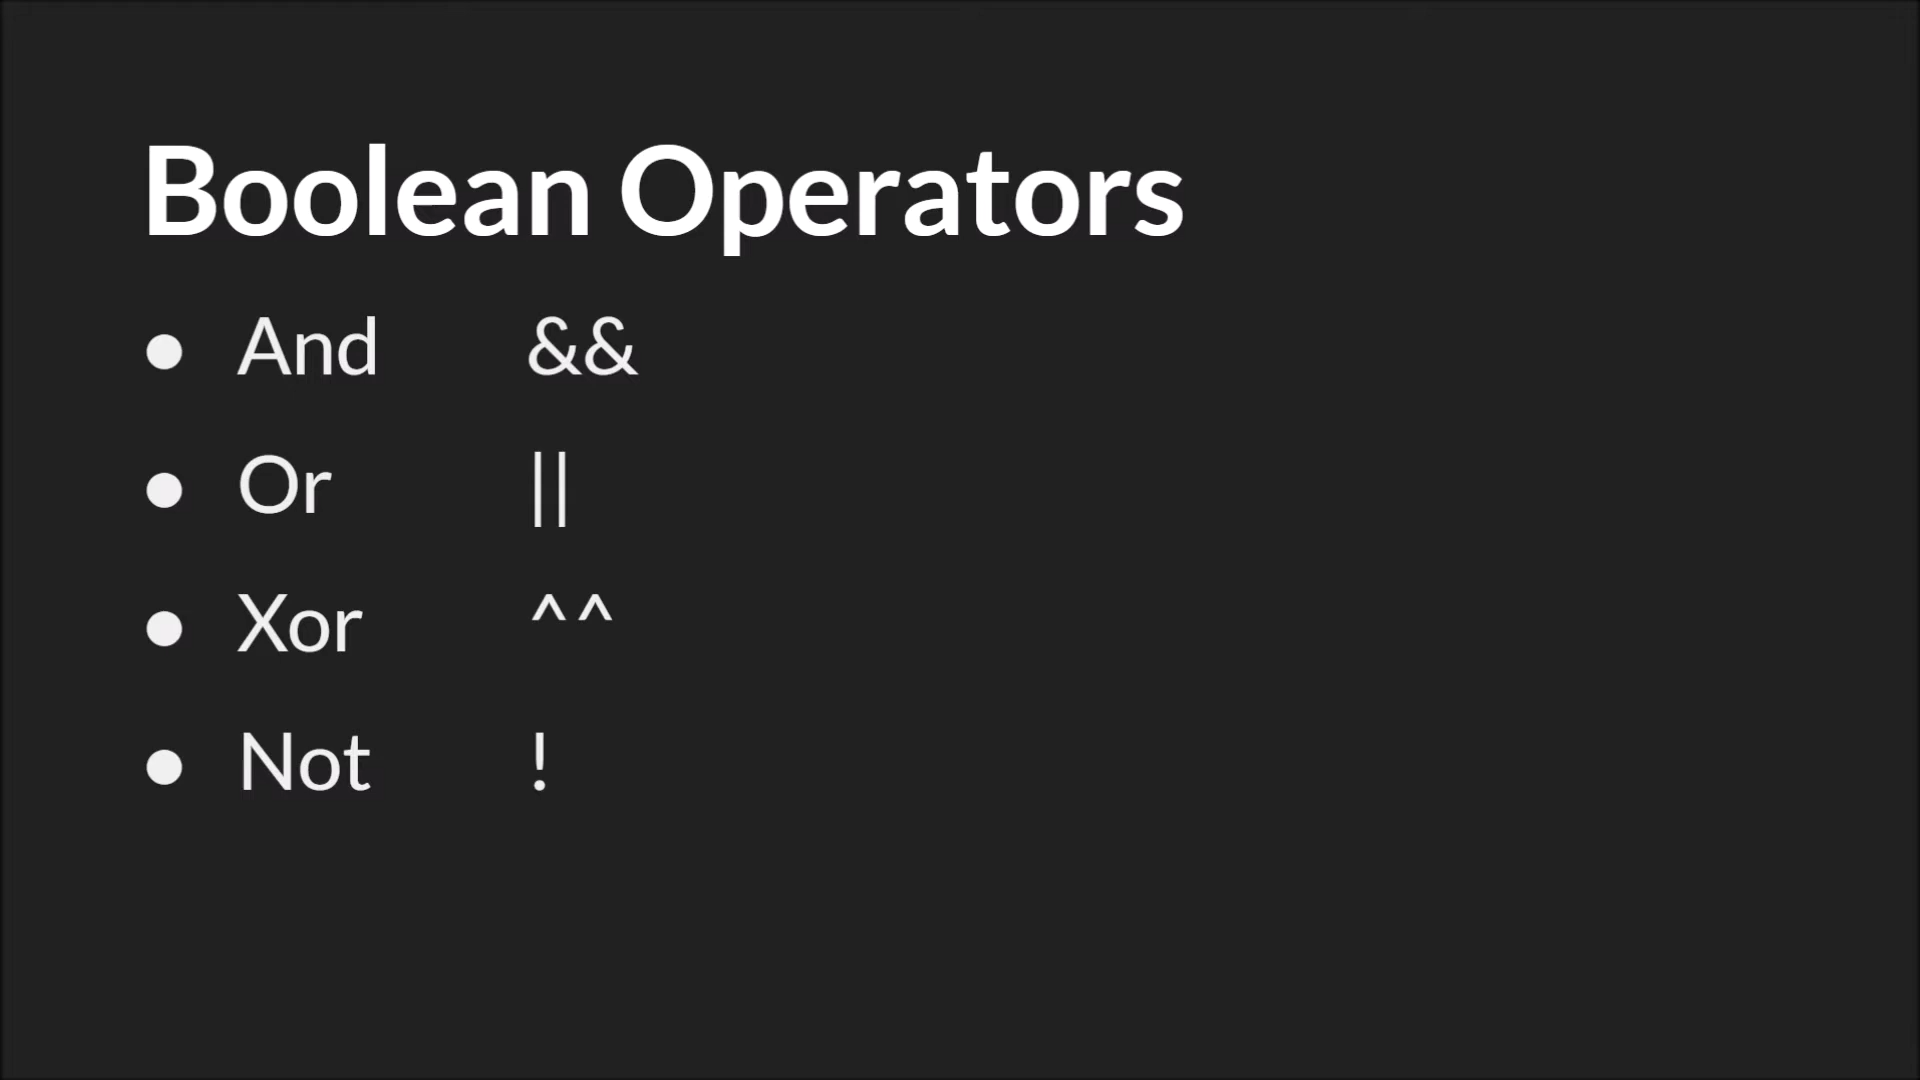 Boolean Operators
● And &&
● Or ||
● Xor ^^
● Not !